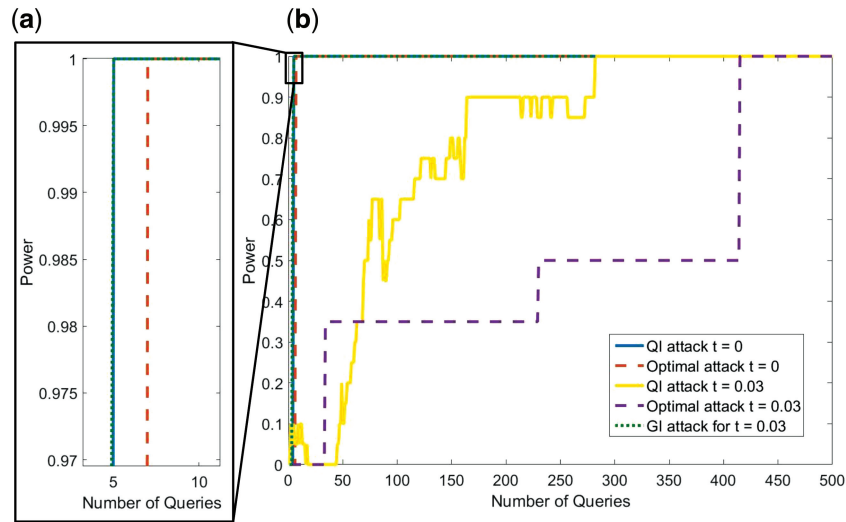 (a)
1
0.995
0.99
0.985
0.98
0.975
0.97
Power
5
10
Number of Queries
(b)
1
0.9
0.8
0.7
0.6
0.5
0.4
0.3
0.2
0.1
0
Power
0
50
100
150
200
250
300
350
400
450
500
Number of Queries
QI attack t = 0
Optimal attack t = 0
QI attack t = 0.03
Optimal attack t = 0.03
GI attack for t = 0.03